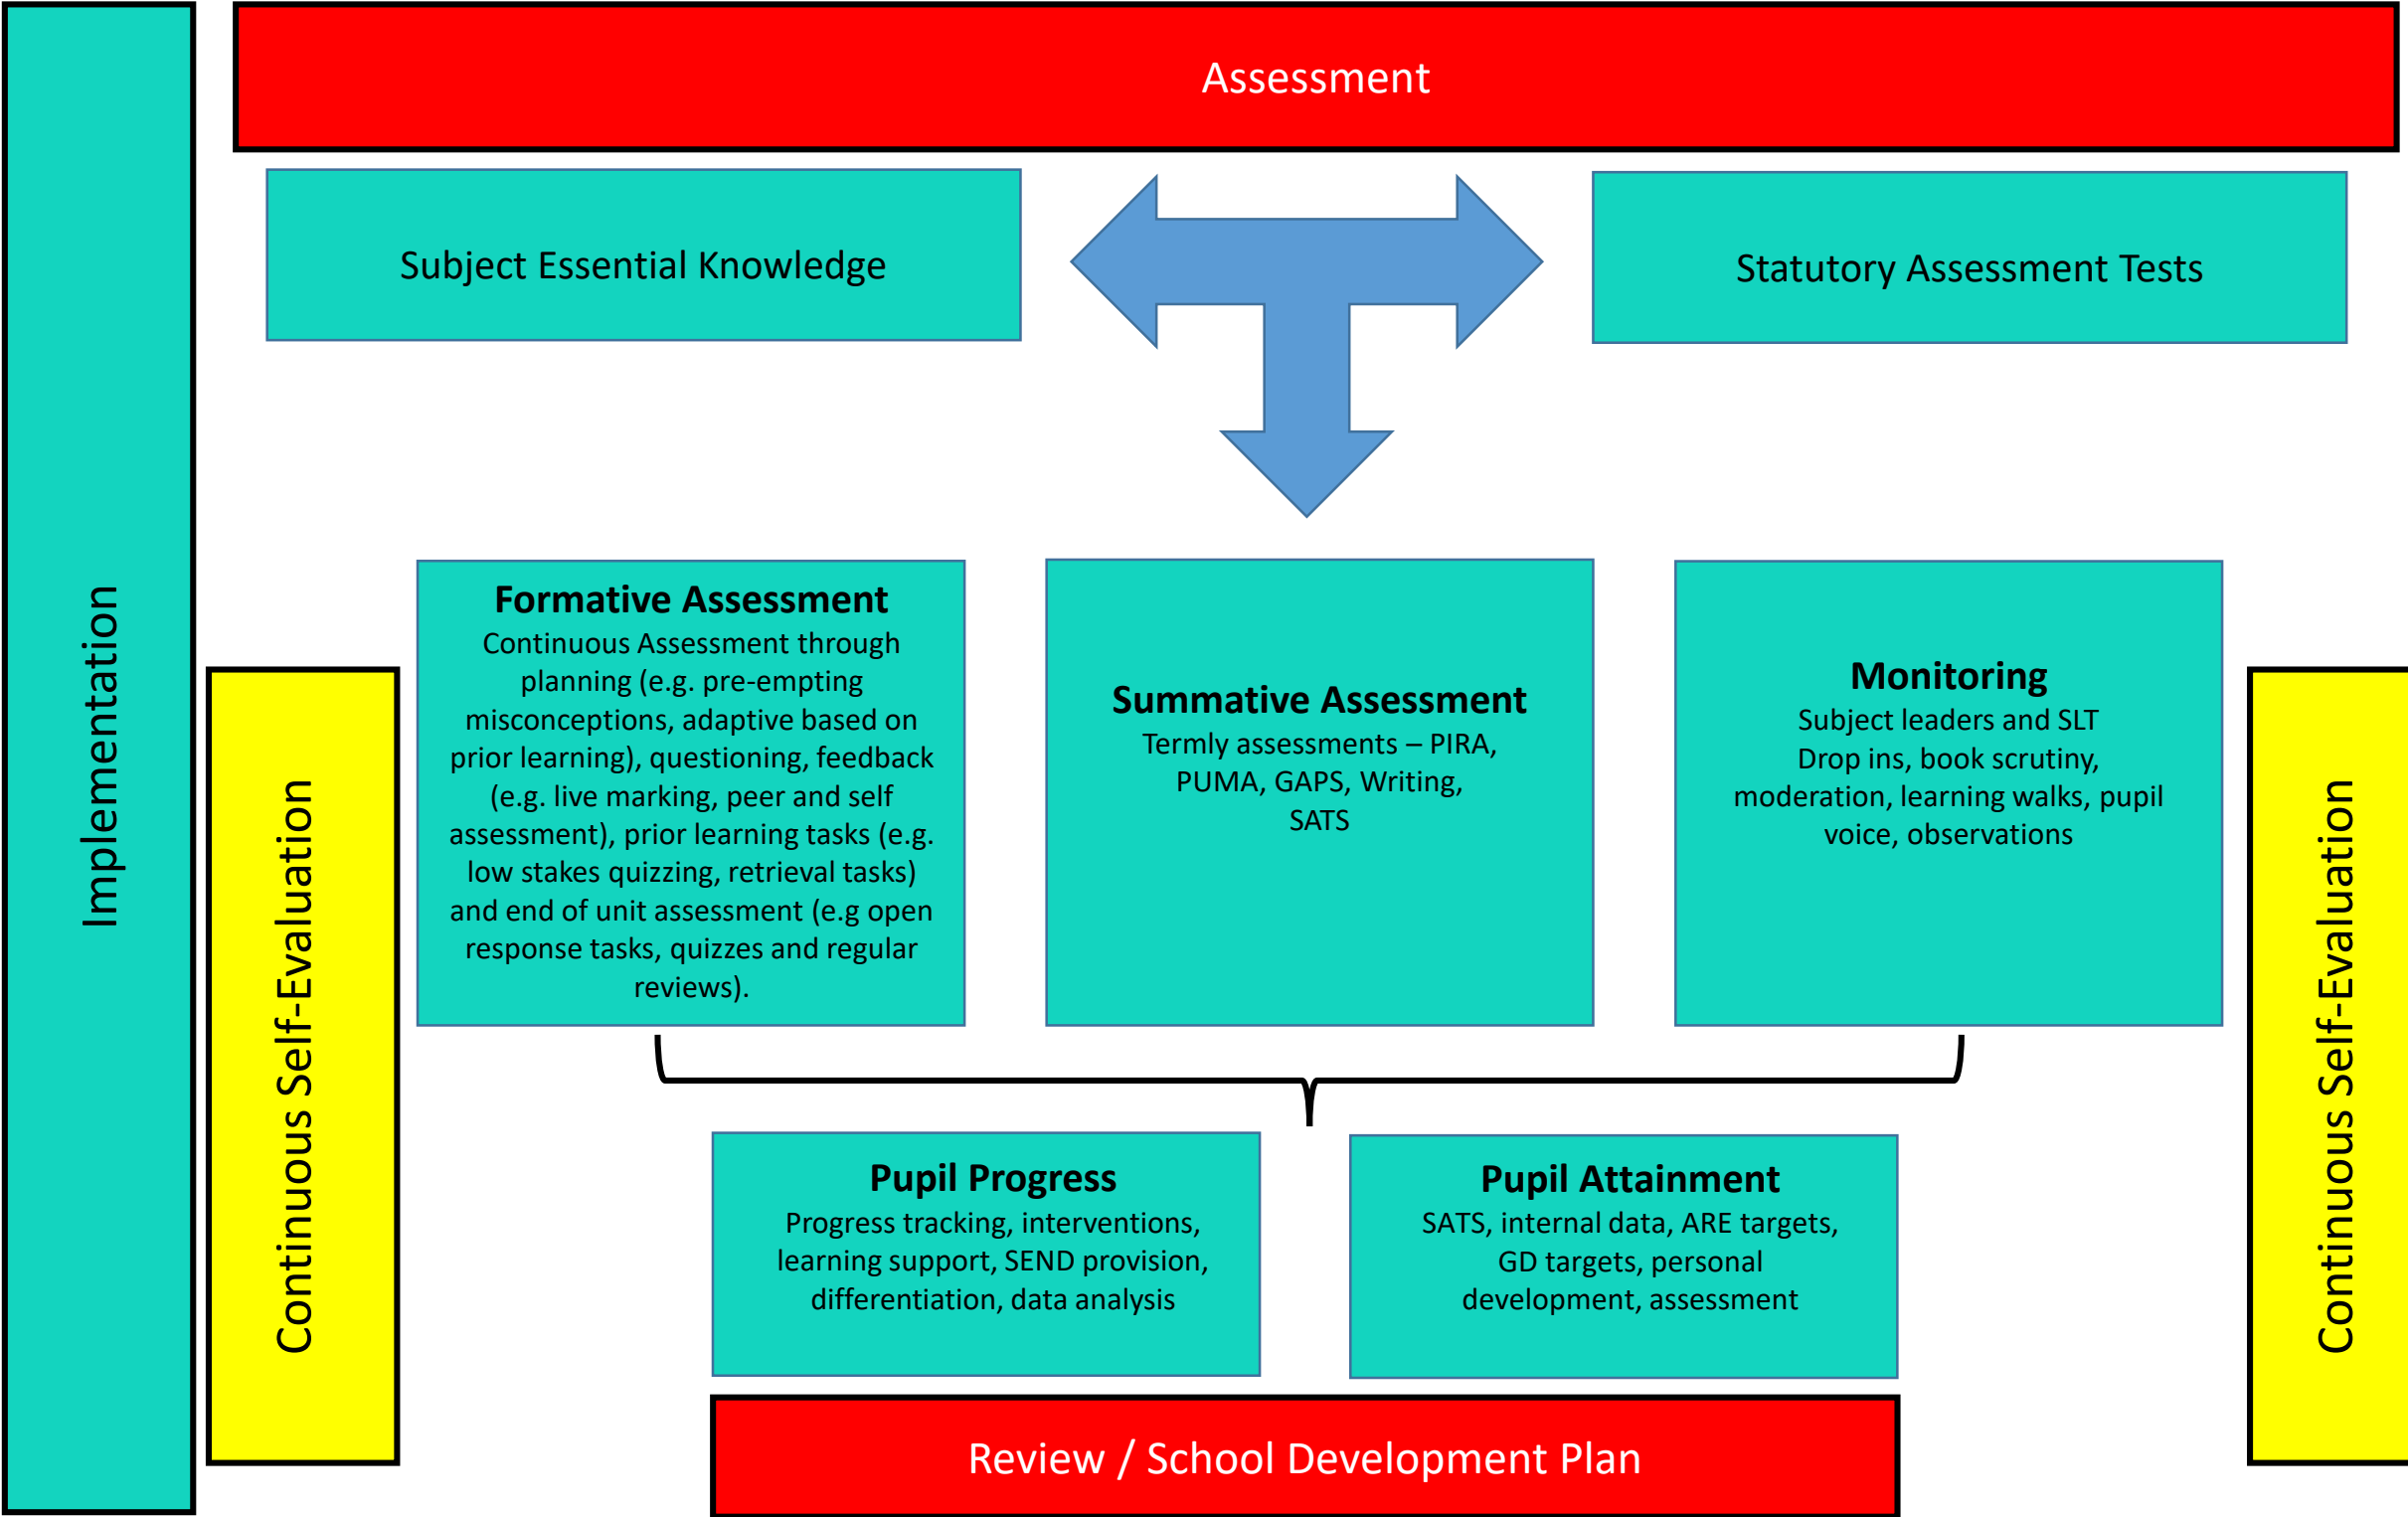 Assessment
Implementation
Subject Essential Knowledge
Statutory Assessment Tests
Continuous Self-Evaluation
Formative Assessment
Continuous Assessment through
planning (e.g. pre-empting
misconceptions, adaptive based on
prior learning), questioning, feedback
(e.g. live marking, peer and self
assessment), prior learning tasks (e.g.
low stakes quizzing, retrieval tasks)
and end of unit assessment (e.g open
response tasks, quizzes and regular
reviews).
Summative Assessment
Termly assessments – PIRA,
PUMA, GAPS, Writing,
SATS
Monitoring
Subject leaders and SLT
Drop ins, book scrutiny,
moderation, learning walks, pupil
voice, observations
Continuous Self-Evaluation
Pupil Progress
Progress tracking, interventions,
learning support, SEND provision,
differentiation, data analysis
Pupil Attainment
SATS, internal data, ARE targets,
GD targets, personal
development, assessment
Review / School Development Plan